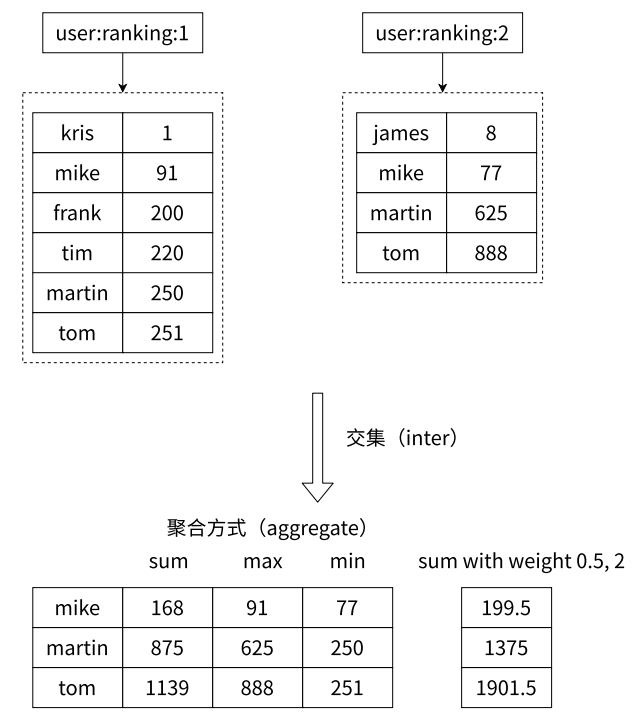 user:ranking:1
user:ranking:2
kris 1
mike 91
frank 200
tim 220
martin 250
tom 251
james 8
mike 77
martin 625
tom 888
交集（inter）
聚合方式（aggregate）
sum max min sum with weight 0.5, 2
mike 168 91 77 199.5
martin 875 625 250 1375
tom 1139 888 251 1901.5